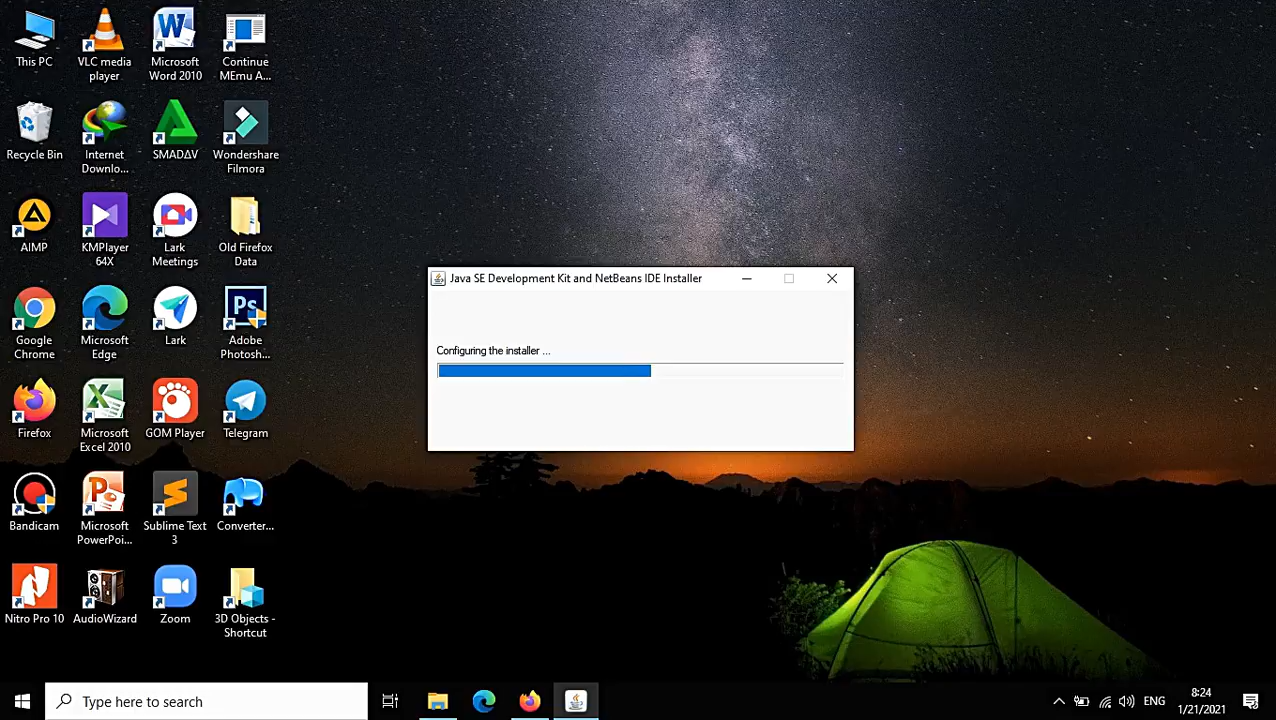 This PC
VLC media
player
Microsoft
Word 2010
Continue
MEmu A...
Recycle Bin
Internet
Downlo...
SMADΔV
Wondershare
Filmora
AIMP
KMPlayer
64X
Lark
Meetings
Old Firefox
Data
Google
Chrome
Microsoft
Edge
Lark
Ps
Adobe
Photosh...
Firefox
Microsoft
Excel 2010
GOM Player
Telegram
Bandicam
Microsoft
PowerPoi...
Sublime Text
3
Converter...
Nitro Pro 10
AudioWizard
Zoom
3D Objects -
Shortcut
Java SE Development Kit and NetBeans IDE Installer
Configuring the installer ...
Type here to search
ENG
8:24
1/21/2021